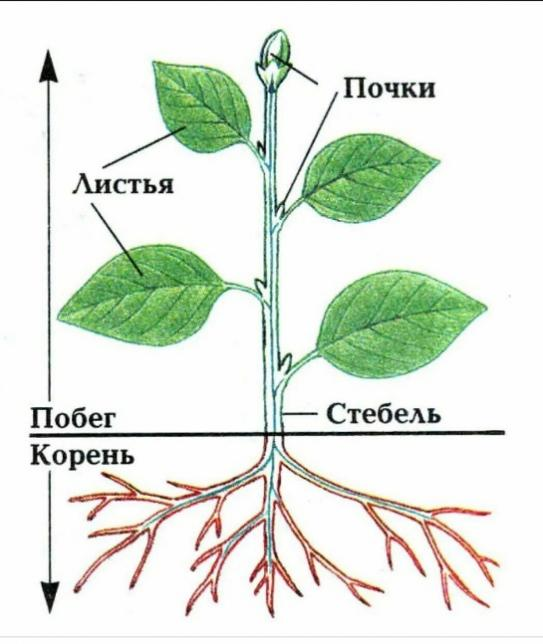 Почки
Листья
Стебель
Побег
Корень